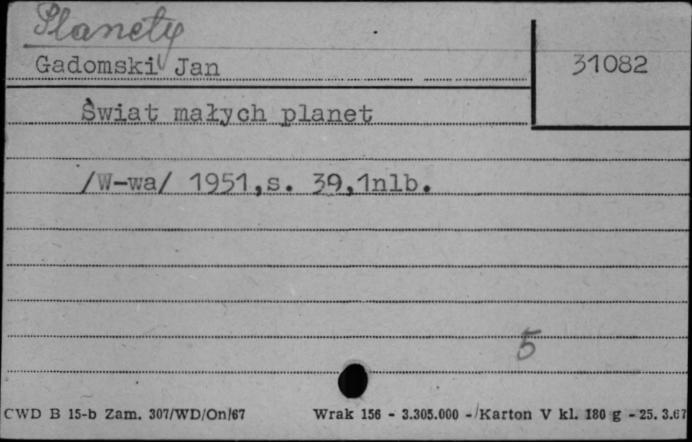 Planety
Gadomski Jan 31082
Świat małych planet
/W-wa/ 1951,s. 39,1nlb.
5
CWD B 15-b Zam. 307/WD/On/67 Wrak 156 - 3.305.000 - Karton V kl. 180 g - 25. 3.67